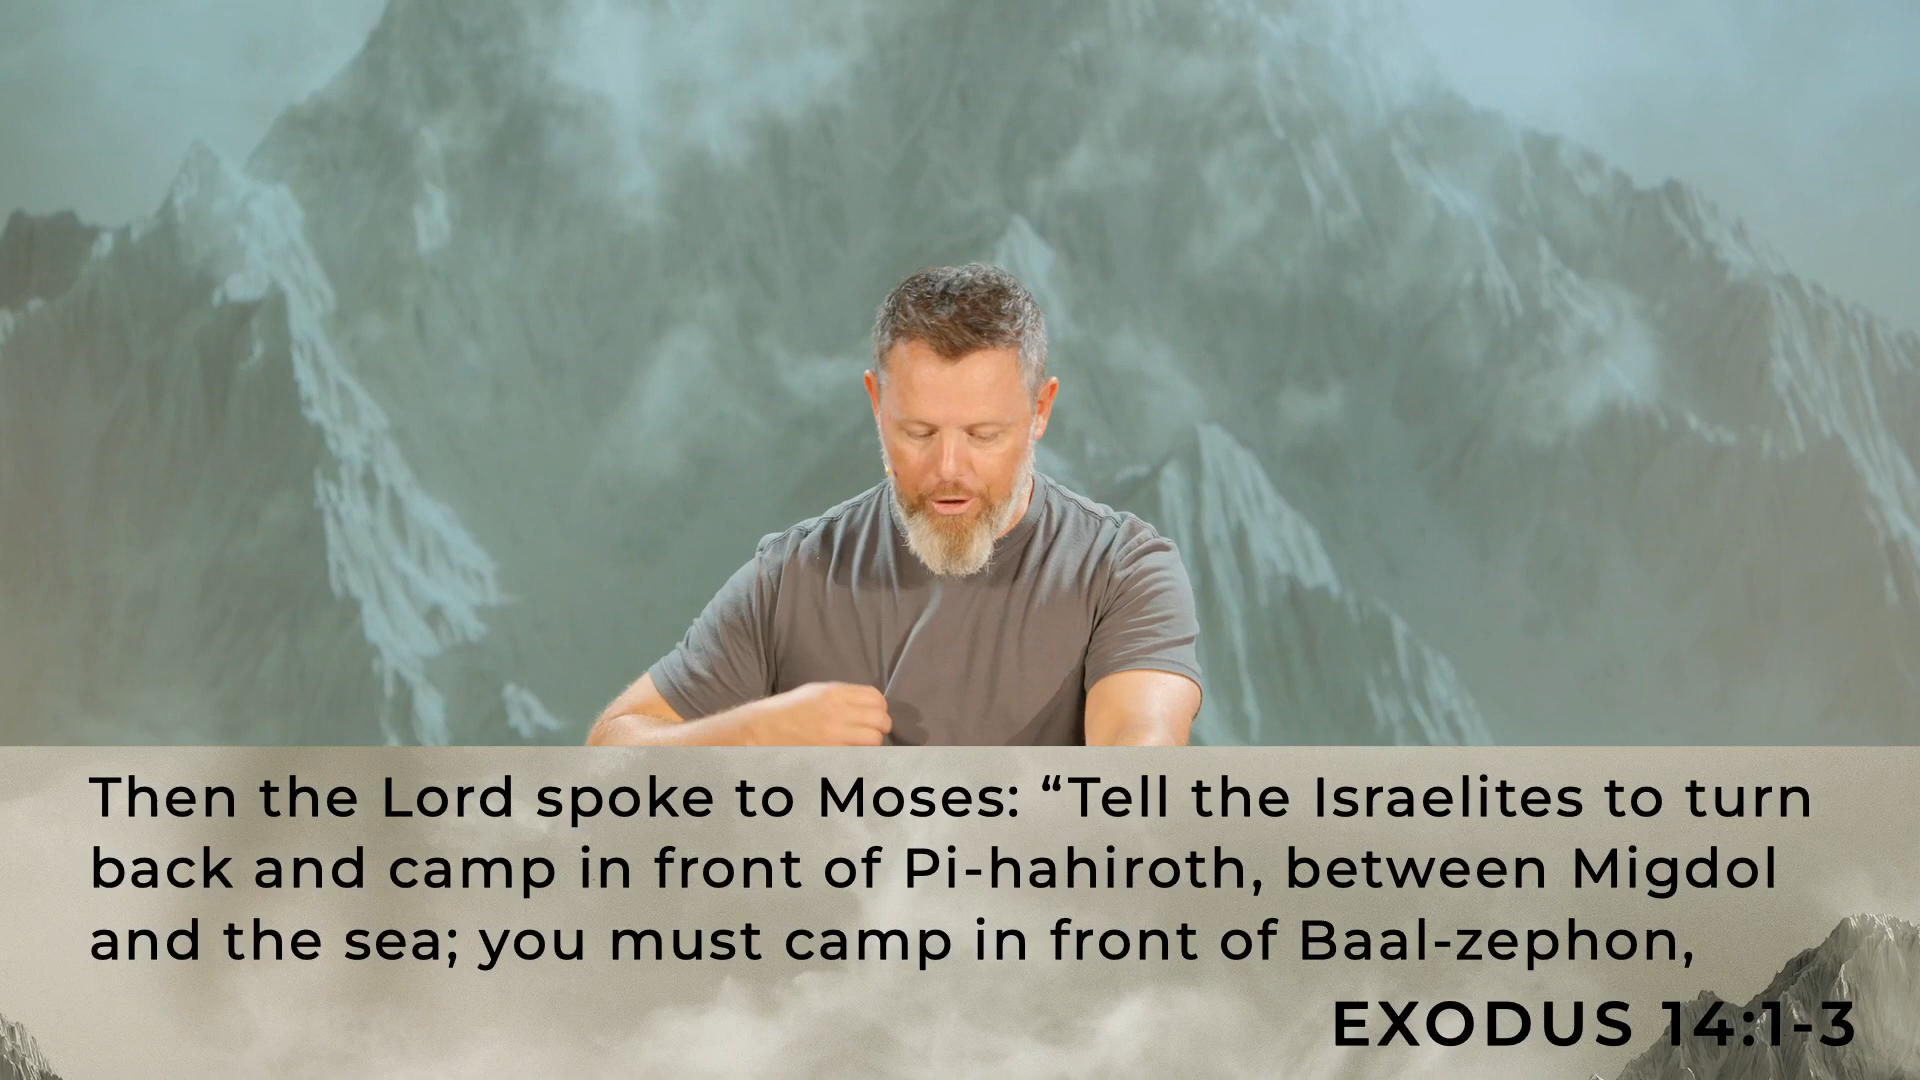 Then the Lord spoke to Moses: “Tell the Israelites to turn
back and camp in front of Pi-hahiroth, between Migdol
and the sea; you must camp in front of Baal-zephon,
EXODUS 14:1-3